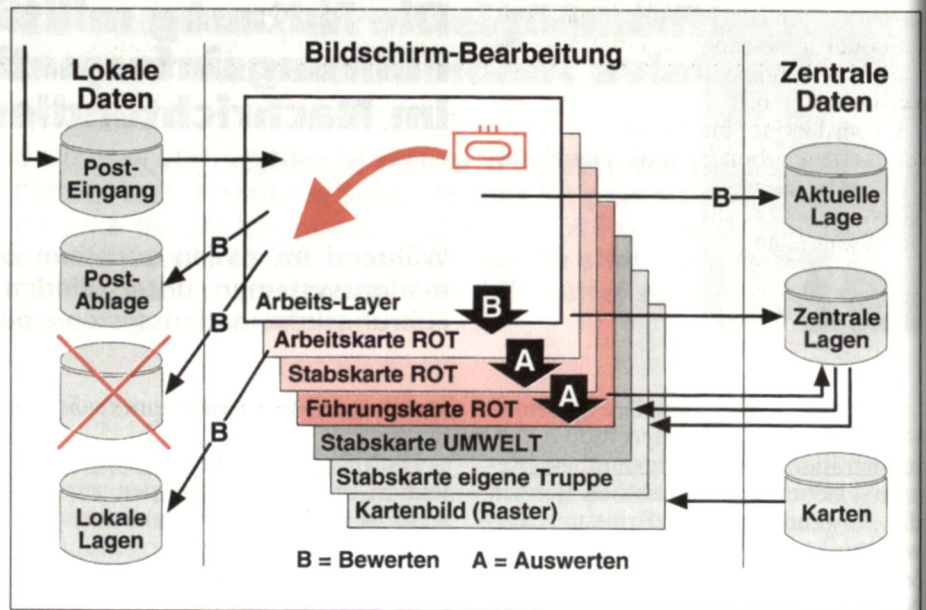 Bildschirm-Bearbeitung
Lokale
Daten
Zentrale
Daten
Post-
Eingang
Post-
Ablage
Lokale
Lagen
B
B
B
Arbeits-Layer
Arbeitskarte ROT
Stabskarte ROT
Führungskarte ROT
Stabskarte UMWELT
Stabskarte eigene Truppe
Kartenbild (Raster)
B
A
A
B
Aktuelle
Lage
Zentrale
Lagen
Karten
B = Bewerten A = Auswerten